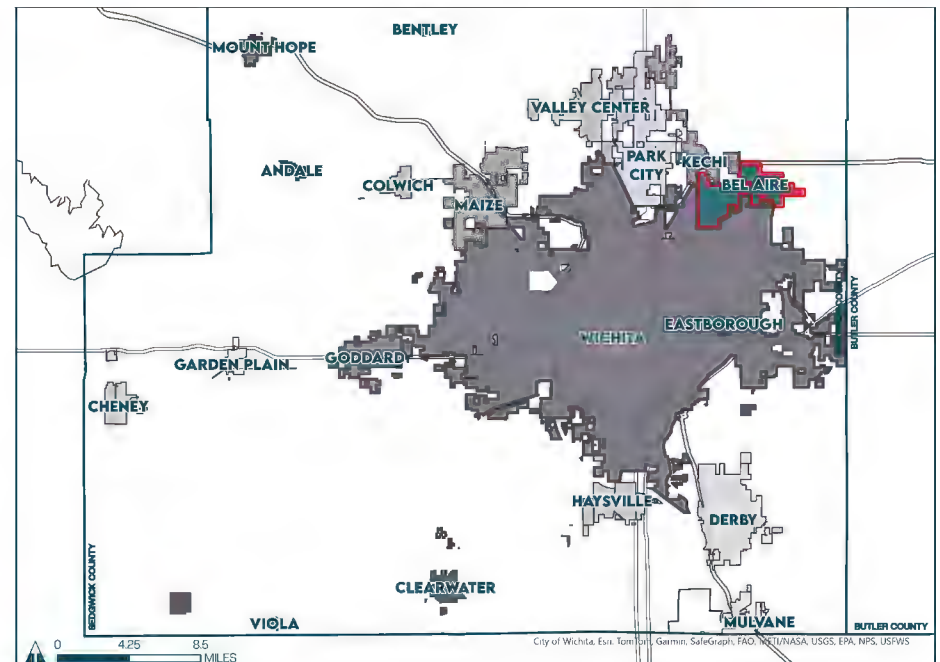 BENTLEY
MOUNT HOPE
VALLEY CENTER
PARK
CITY
KECHI
ANDALE
COLWICH
BEL AIRE
MAIZE
BUTLER COUNTY
EASTBOROUGH
WICHITA
GARDEN PLAIN
GODDARD
CHENEY
HAYSVILLE
DERBY
SEDGWICK COUNTY
CLEARWATER
VIOLA
MULVANE
BUTLER COUNTY
0 4.25 8.5
MILES
City of Wichita, Esri, TomTom, Garmin, SafeGraph, FAO, METI/NASA, USGS, EPA, NPS, USFWS